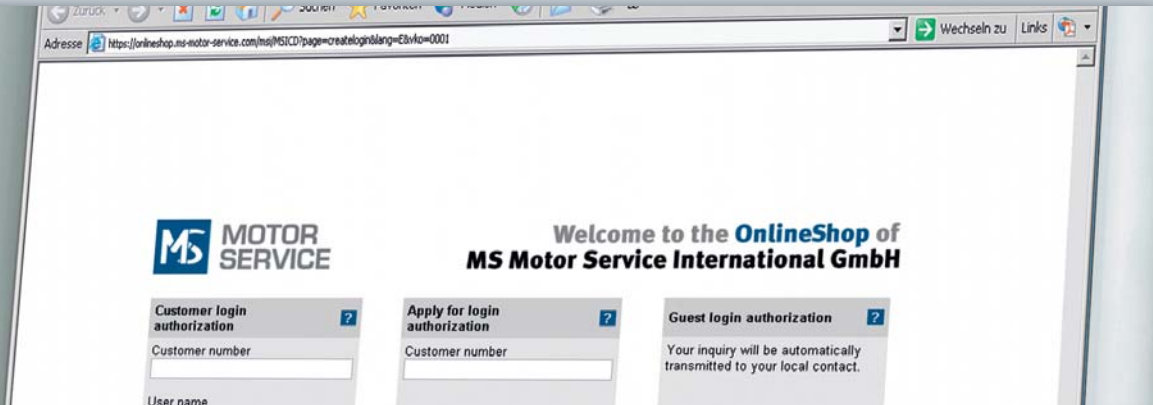 Zurück
Suchen
Favoriten
Medien
Adresse https://onlineshop.ms-motor-service.com/msj/MSICD?page=createlogin&lang=E&vko=0001
Wechseln zu Links
MS MOTOR SERVICE
Welcome to the OnlineShop of
MS Motor Service International GmbH
Customer login
authorization
?
Customer number
User name
Apply for login
authorization
?
Customer number
Guest login authorization
?
Your inquiry will be automatically
transmitted to your local contact.